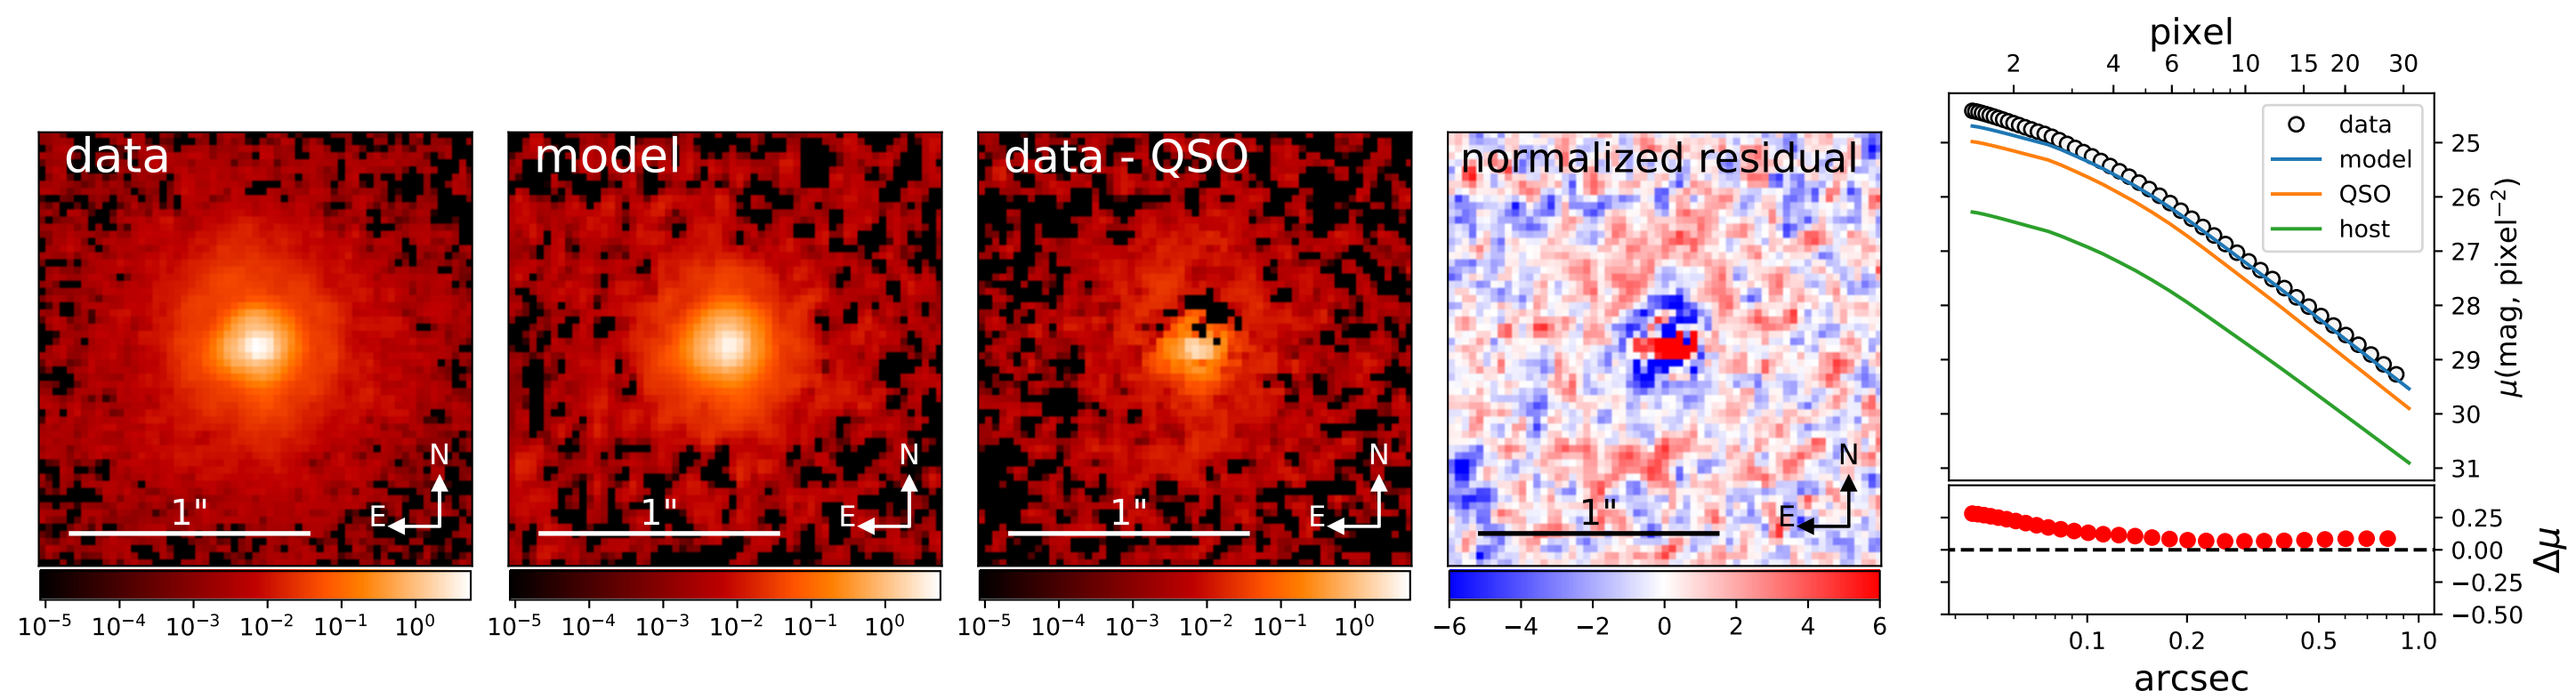 data
N
E
1"
10⁻⁵ 10⁻⁴ 10⁻³ 10⁻² 10⁻¹ 10⁰
model
N
E
1"
10⁻⁵ 10⁻⁴ 10⁻³ 10⁻² 10⁻¹ 10⁰
data - QSO
N
E
1"
10⁻⁵ 10⁻⁴ 10⁻³ 10⁻² 10⁻¹ 10⁰
normalized residual
N
E
1"
−6 −4 −2 0 2 4 6
pixel
2 4 6 10 15 20 30
data
model
QSO
host
25
26
27
28
29
30
31
μ(mag, pixel⁻²)
0.25
0.00
−0.25
−0.50
Δμ
0.1 0.2 0.5 1.0
arcsec